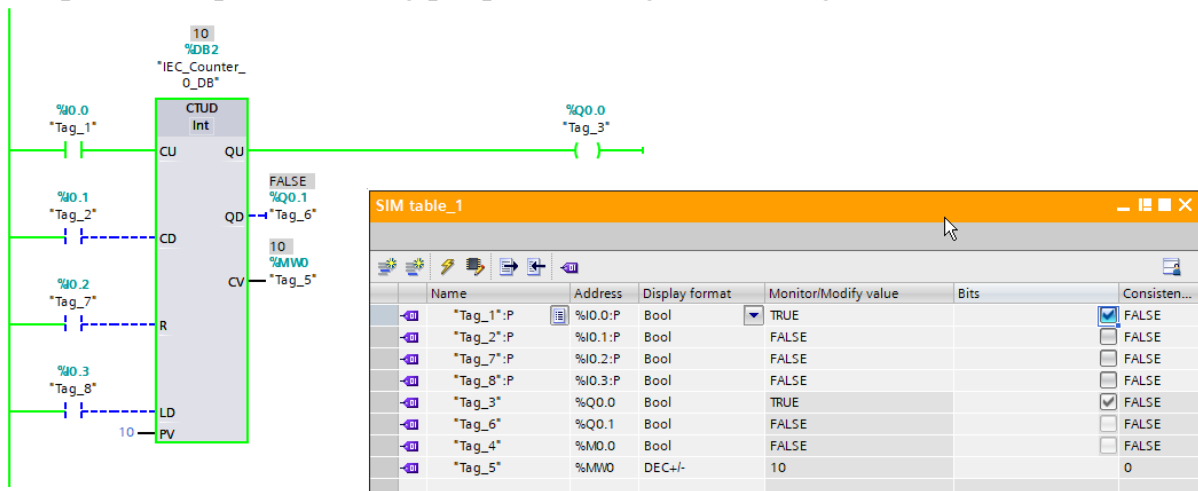 10
%DB2
"IEC_Counter_
0_DB"
CTUD
Int
%I0.0
"Tag_1"
CU
QU
%Q0.0
"Tag_3"
%I0.1
"Tag_2"
CD
FALSE
%Q0.1
QD
"Tag_6"
10
%MW0
CV
"Tag_5"
%I0.2
"Tag_7"
R
%I0.3
"Tag_8"
LD
10
PV
SIM table_1
Name Address Display format Monitor/Modify value Bits Consisten...
"Tag_1":P %I0.0:P Bool TRUE FALSE
"Tag_2":P %I0.1:P Bool FALSE FALSE
"Tag_7":P %I0.2:P Bool FALSE FALSE
"Tag_8":P %I0.3:P Bool FALSE FALSE
"Tag_3" %Q0.0 Bool TRUE FALSE
"Tag_6" %Q0.1 Bool FALSE FALSE
"Tag_4" %M0.0 Bool FALSE FALSE
"Tag_5" %MW0 DEC+/- 10 0